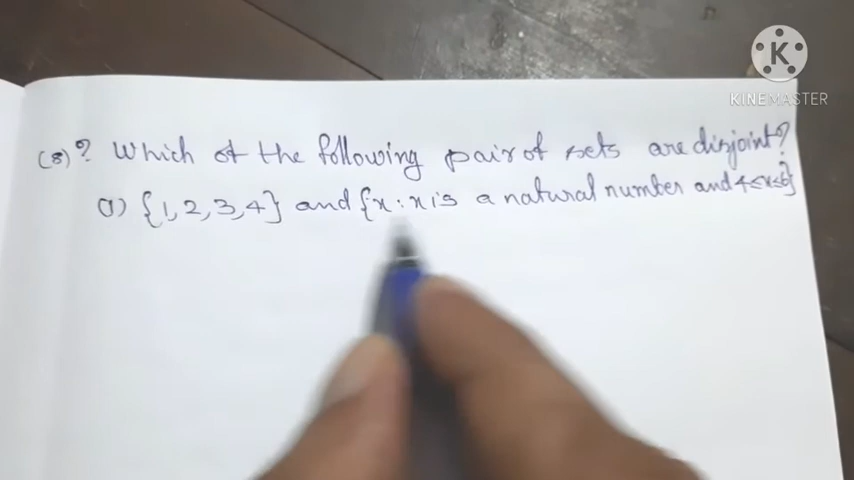 K
KINEMASTER
(8)? Which of the following pair of sets are disjoint?
(1) {1,2,3,4} and {x:x is a natural number and 4≤x≤6}